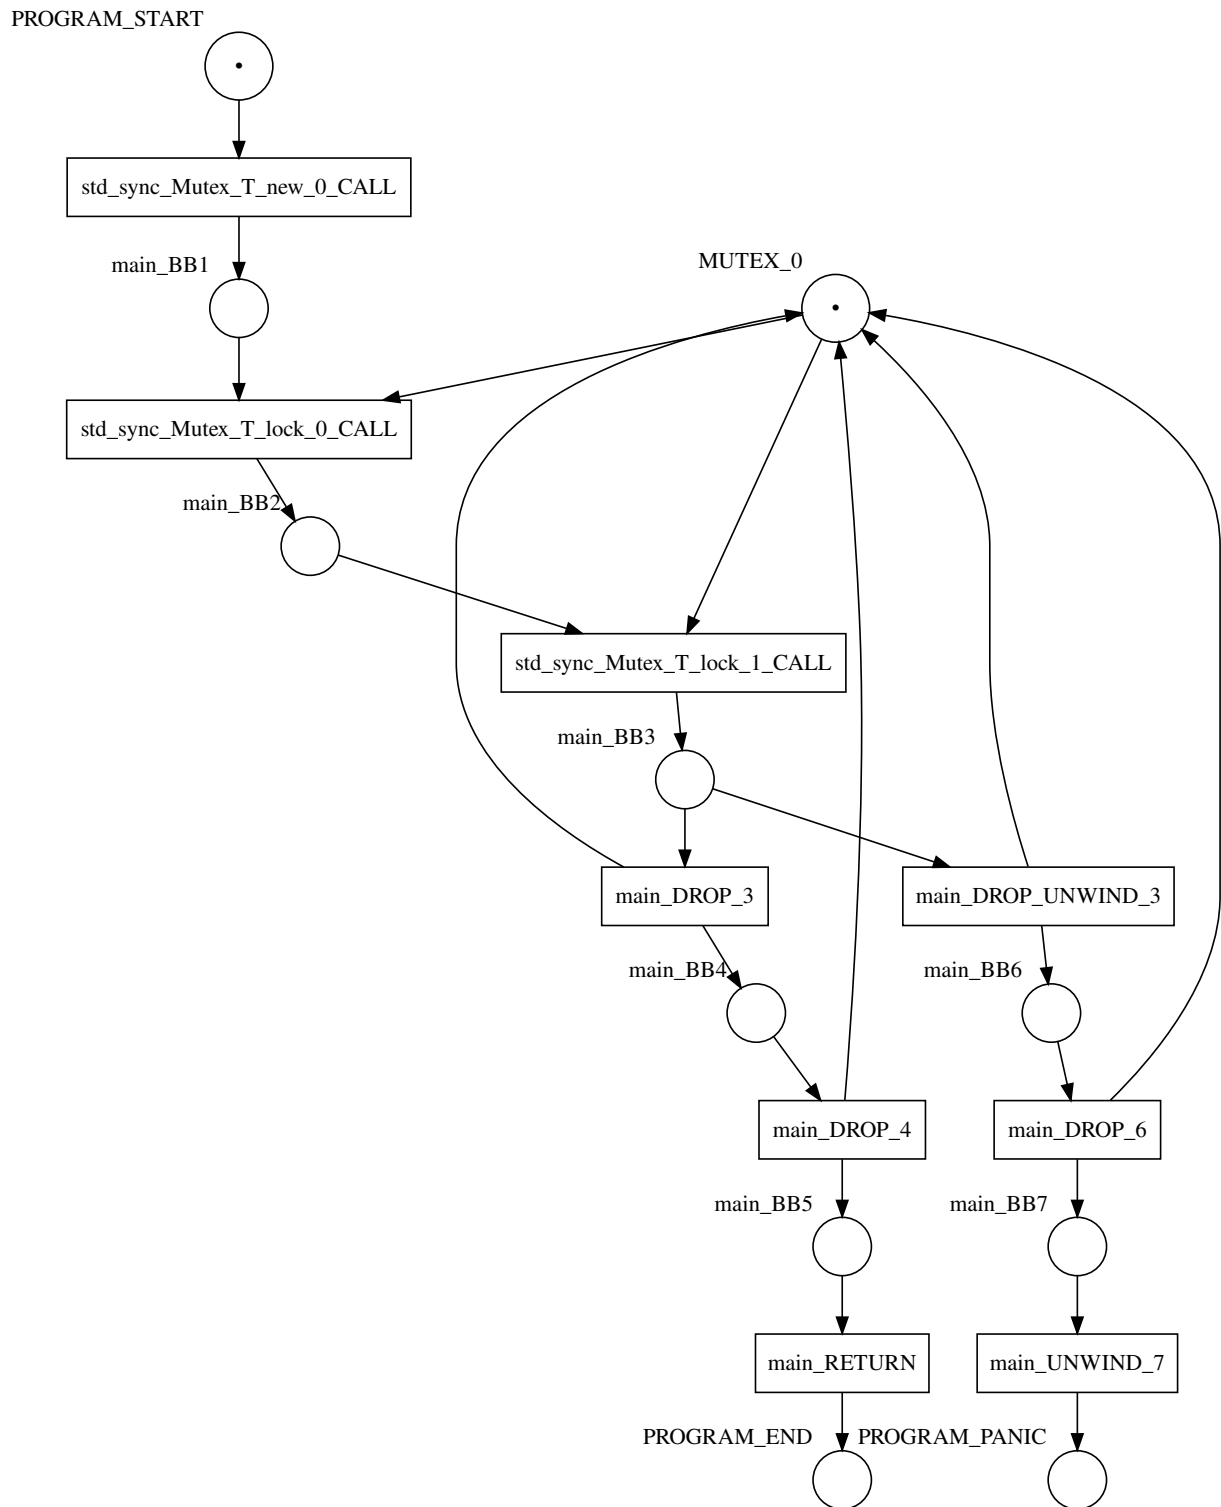 PROGRAM_START
std_sync_Mutex_T_new_0_CALL
main_BB1
MUTEX_0
std_sync_Mutex_T_lock_0_CALL
main_BB2
std_sync_Mutex_T_lock_1_CALL
main_BB3
main_DROP_3
main_DROP_UNWIND_3
main_BB4
main_BB6
main_DROP_4
main_DROP_6
main_BB5
main_BB7
main_RETURN
main_UNWIND_7
PROGRAM_END
PROGRAM_PANIC